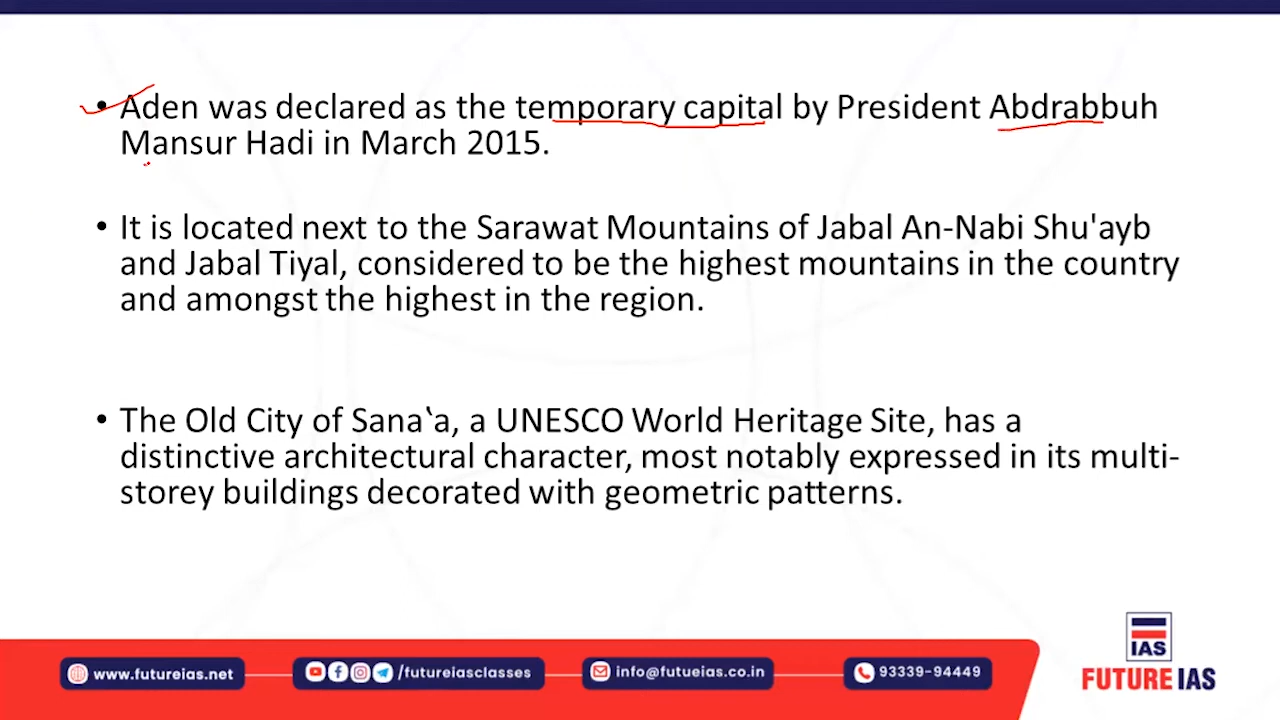 • Aden was declared as the temporary capital by President Abdrabbuh
Mansur Hadi in March 2015.
• It is located next to the Sarawat Mountains of Jabal An-Nabi Shu'ayb
and Jabal Tiyal, considered to be the highest mountains in the country
and amongst the highest in the region.
• The Old City of Sanaʽa, a UNESCO World Heritage Site, has a
distinctive architectural character, most notably expressed in its multi-
storey buildings decorated with geometric patterns.
www.futureias.net
/futureiasclasses
info@futueias.co.in
93339-94449
IAS
FUTURE IAS